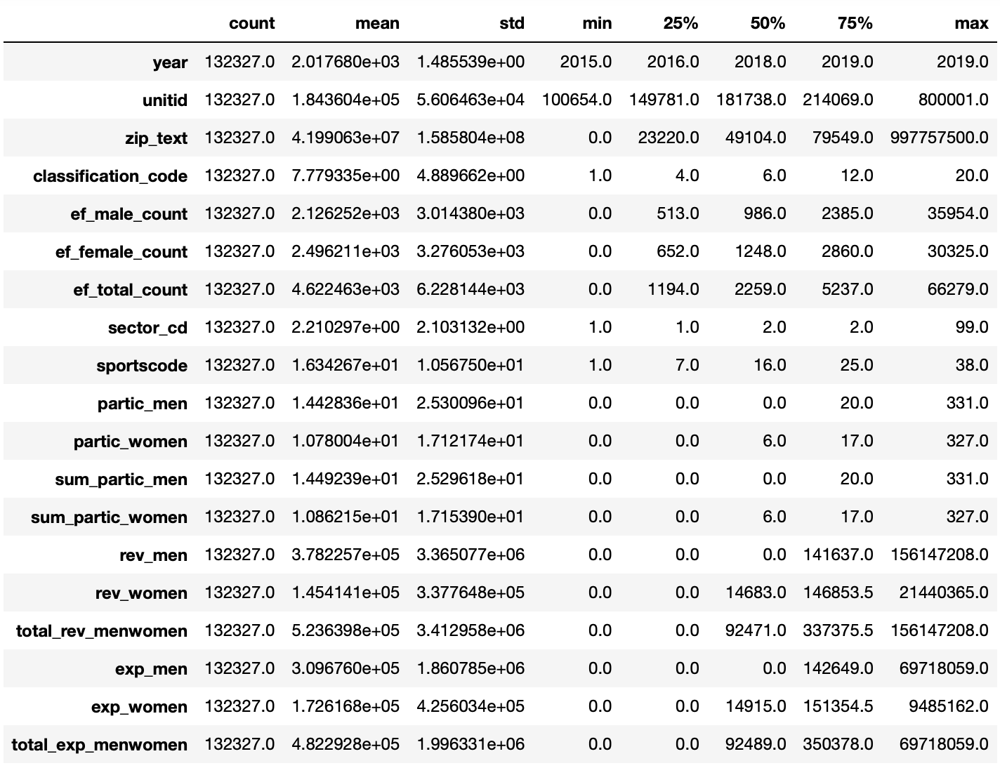 count mean std min 25% 50% 75% max
year 132327.0 2.017680e+03 1.485539e+00 2015.0 2016.0 2018.0 2019.0 2019.0
unitid 132327.0 1.843604e+05 5.606463e+04 100654.0 149781.0 181738.0 214069.0 800001.0
zip_text 132327.0 4.199063e+07 1.585804e+08 0.0 23220.0 49104.0 79549.0 997757500.0
classification_code 132327.0 7.779335e+00 4.889662e+00 1.0 4.0 6.0 12.0 20.0
ef_male_count 132327.0 2.126252e+03 3.014380e+03 0.0 513.0 986.0 2385.0 35954.0
ef_female_count 132327.0 2.496211e+03 3.276053e+03 0.0 652.0 1248.0 2860.0 30325.0
ef_total_count 132327.0 4.622463e+03 6.228144e+03 0.0 1194.0 2259.0 5237.0 66279.0
sector_cd 132327.0 2.210297e+00 2.103132e+00 1.0 1.0 2.0 2.0 99.0
sportscode 132327.0 1.634267e+01 1.056750e+01 1.0 7.0 16.0 25.0 38.0
partic_men 132327.0 1.442836e+01 2.530096e+01 0.0 0.0 0.0 20.0 331.0
partic_women 132327.0 1.078004e+01 1.712174e+01 0.0 0.0 6.0 17.0 327.0
sum_partic_men 132327.0 1.449239e+01 2.529618e+01 0.0 0.0 0.0 20.0 331.0
sum_partic_women 132327.0 1.086215e+01 1.715390e+01 0.0 0.0 6.0 17.0 327.0
rev_men 132327.0 3.782257e+05 3.365077e+06 0.0 0.0 0.0 141637.0 156147208.0
rev_women 132327.0 1.454141e+05 3.377648e+05 0.0 0.0 14683.0 146853.5 21440365.0
total_rev_menwomen 132327.0 5.236398e+05 3.412958e+06 0.0 0.0 92471.0 337375.5 156147208.0
exp_men 132327.0 3.096760e+05 1.860785e+06 0.0 0.0 0.0 142649.0 69718059.0
exp_women 132327.0 1.726168e+05 4.256034e+05 0.0 0.0 14915.0 151354.5 9485162.0
total_exp_menwomen 132327.0 4.822928e+05 1.996331e+06 0.0 0.0 92489.0 350378.0 69718059.0